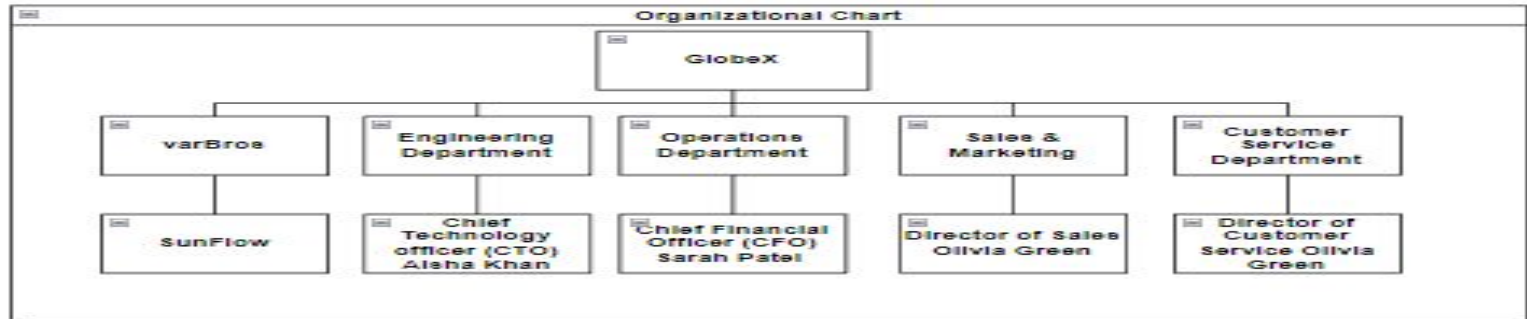 Organizational Chart
GlobeX
varBros
Engineering
Department
Operations
Department
Sales &
Marketing
Customer
Service
Department
SunFlow
Chief
Technology
officer (CTO)
Aisha Khan
Chief Financial
Officer (CFO)
Sarah Patel
Director of Sales
Olivia Green
Director of
Customer
Service Olivia
Green